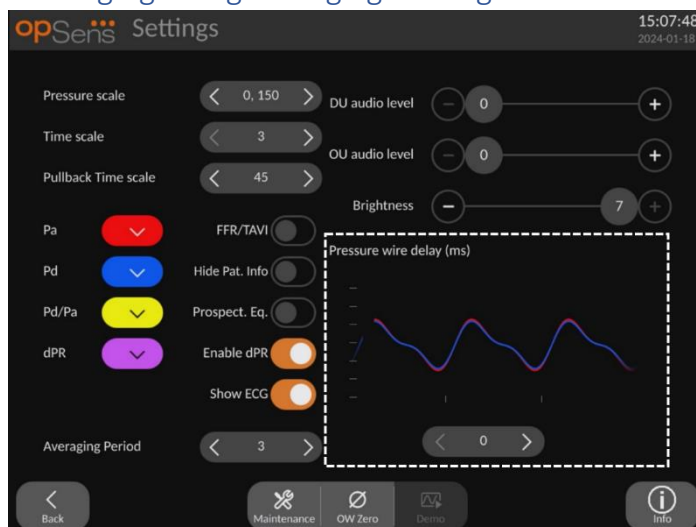 opSens Settings
15:07:48
2024-01-18
Pressure scale
0, 150
Time scale
3
Pullback Time scale
45
DU audio level
0
OU audio level
0
Brightness
7
Pa
FFR/TAVI
Pd
Hide Pat. Info
Pd/Pa
Prospect. Eq.
dPR
Enable dPR
Show ECG
Averaging Period
3
Pressure wire delay (ms)
0
Back
Maintenance
OW Zero
Demo
Info